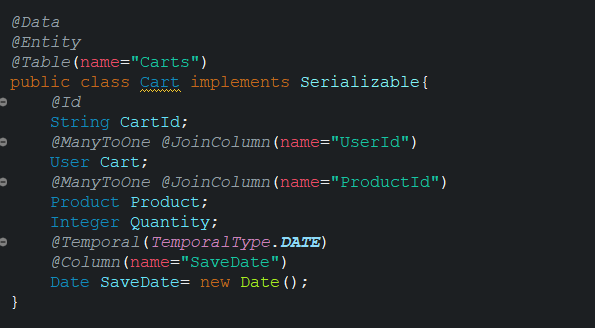 @Data
@Entity
@Table(name="Carts")
public class Cart implements Serializable{
@Id
String CartId;
@ManyToOne @JoinColumn(name="UserId")
User Cart;
@ManyToOne @JoinColumn(name="ProductId")
Product Product;
Integer Quantity;
@Temporal(TemporalType.DATE)
@Column(name="SaveDate")
Date SaveDate= new Date();
}